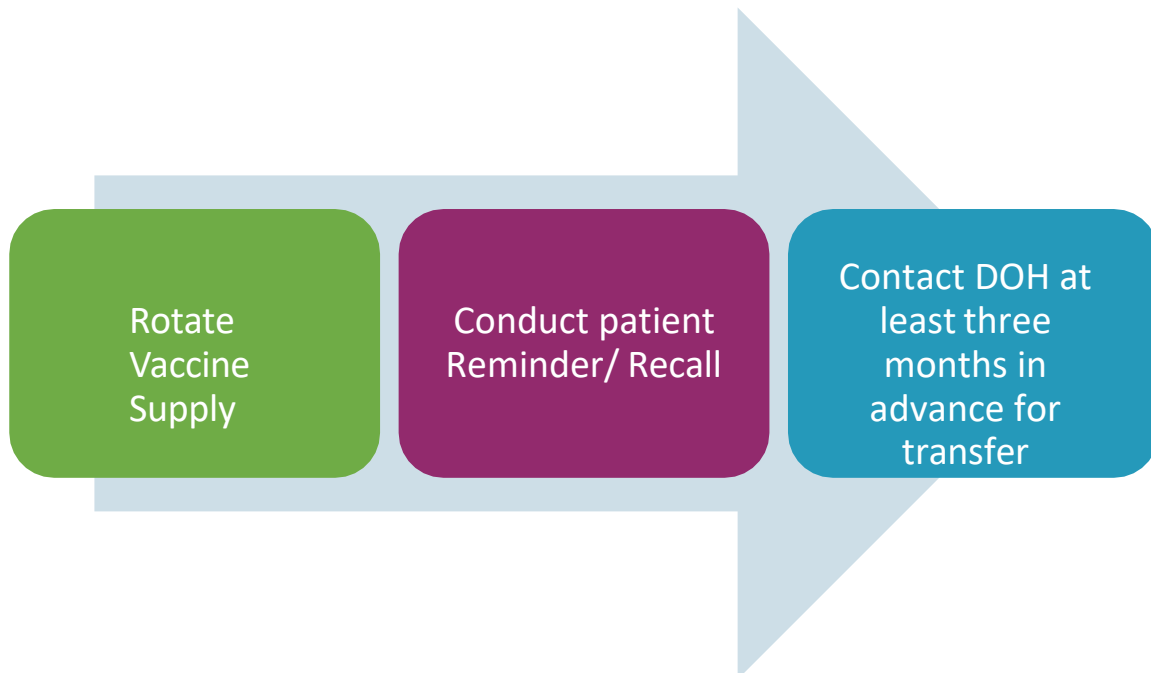 Rotate
Vaccine
Supply
Conduct patient
Reminder/ Recall
Contact DOH at
least three
months in
advance for
transfer